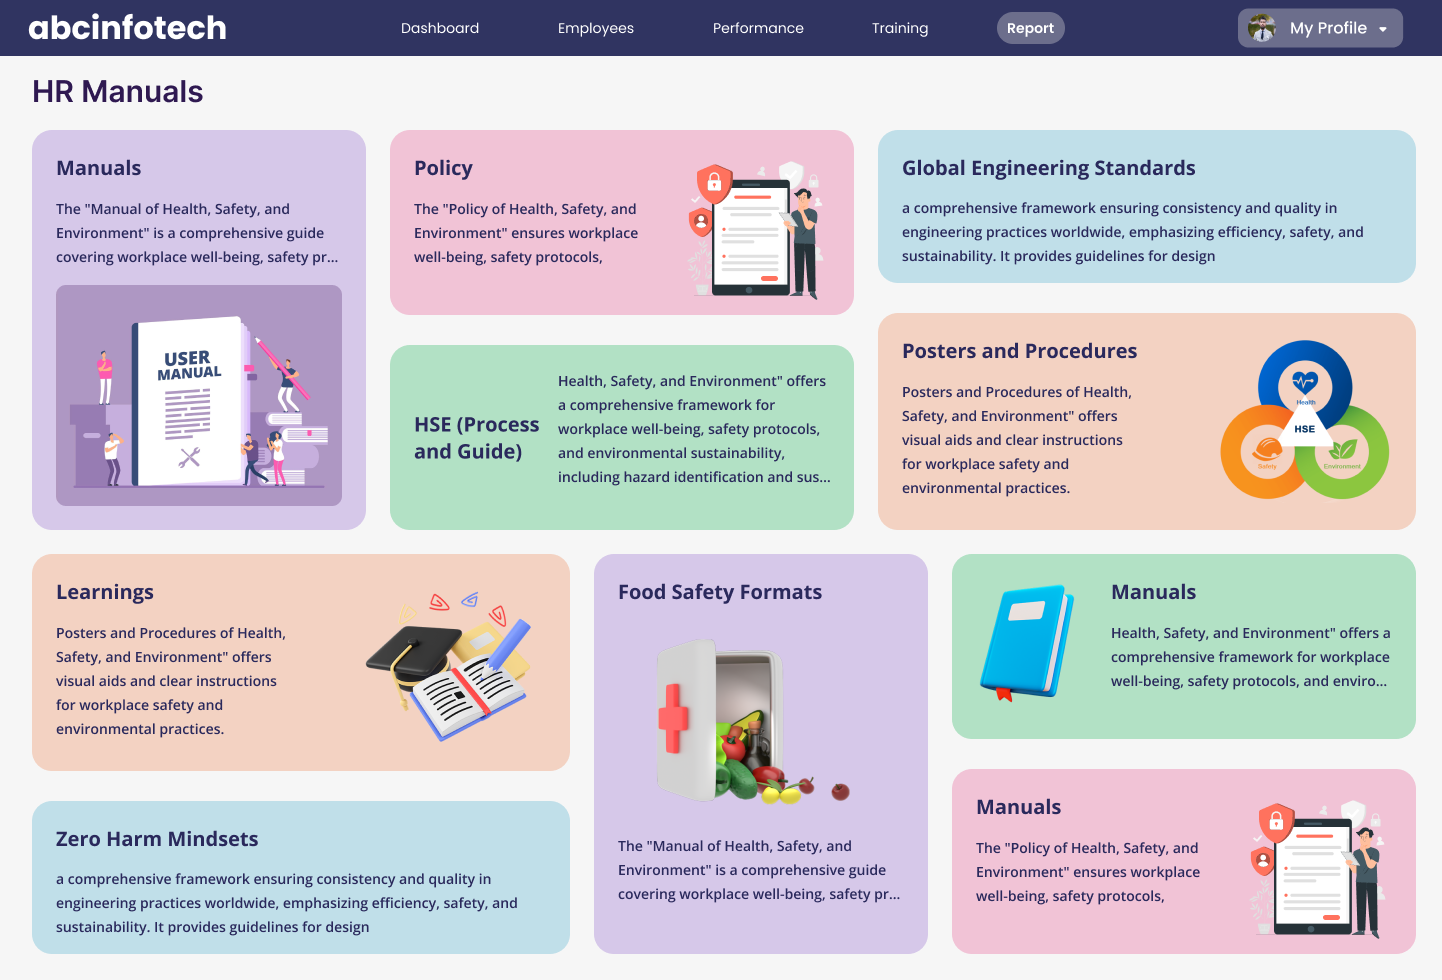 abcinfotech
Dashboard
Employees
Performance
Training
Report
My Profile
HR Manuals
Manuals
The "Manual of Health, Safety, and
Environment" is a comprehensive guide
covering workplace well-being, safety pr...
USER
MANUAL
Policy
The "Policy of Health, Safety, and
Environment" ensures workplace
well-being, safety protocols,
HSE (Process
and Guide)
Health, Safety, and Environment" offers
a comprehensive framework for
workplace well-being, safety protocols,
and environmental sustainability,
including hazard identification and sus...
Global Engineering Standards
a comprehensive framework ensuring consistency and quality in
engineering practices worldwide, emphasizing efficiency, safety, and
sustainability. It provides guidelines for design
Posters and Procedures
Posters and Procedures of Health,
Safety, and Environment" offers
visual aids and clear instructions
for workplace safety and
environmental practices.
Health
HSE
Safety
Environment
Learnings
Posters and Procedures of Health,
Safety, and Environment" offers
visual aids and clear instructions
for workplace safety and
environmental practices.
Zero Harm Mindsets
a comprehensive framework ensuring consistency and quality in
engineering practices worldwide, emphasizing efficiency, safety, and
sustainability. It provides guidelines for design
Food Safety Formats
The "Manual of Health, Safety, and
Environment" is a comprehensive guide
covering workplace well-being, safety pr...
Manuals
Health, Safety, and Environment" offers a
comprehensive framework for workplace
well-being, safety protocols, and enviro...
Manuals
The "Policy of Health, Safety, and
Environment" ensures workplace
well-being, safety protocols,